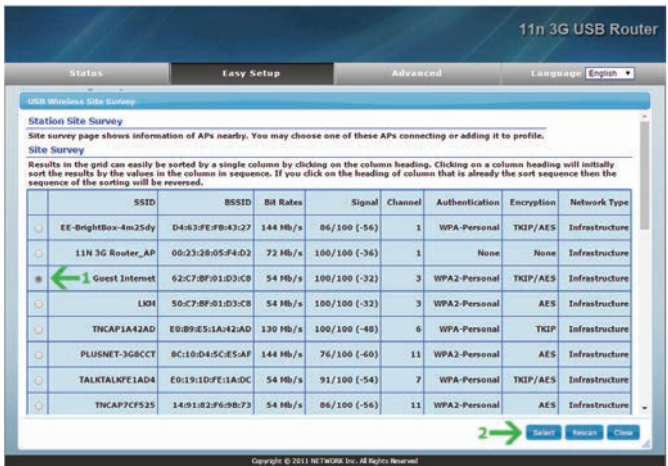 11n 3G USB Router
Status Easy Setup Advanced Language English
USB Wireless Site Survey
Station Site Survey
Site survey page shows information of APs nearby. You may choose one of these APs connecting or adding it to profile.
Site Survey
Results in the grid can easily be sorted by a single column by clicking on the column heading. Clicking on a column heading will initially
sort the results by the values in the column in sequence. If you click on the heading of column that is already the sort sequence then the
sequence of the sorting will be reversed.
SSID BSSID Bit Rates Signal Channel Authentication Encryption Network Type
EE-BrightBox-4m25dy D4:63:FE:FB:43:27 144 Mb/s 86/100 (-56) 1 WPA-Personal TKIP/AES Infrastructure
11N 3G Router_AP 00:23:28:05:F4:D2 72 Mb/s 100/100 (-36) 1 None None Infrastructure
1 Guest Internet 62:C7:BF:01:D3:C8 54 Mb/s 100/100 (-32) 3 WPA2-Personal TKIP/AES Infrastructure
LKM 50:C7:BF:01:D3:C8 54 Mb/s 100/100 (-32) 3 WPA2-Personal AES Infrastructure
TNCAP1A42AD E0:B9:E5:1A:42:AD 130 Mb/s 100/100 (-48) 6 WPA-Personal TKIP Infrastructure
PLUSNET-3G8CCT 8C:10:D4:5C:E5:AF 144 Mb/s 76/100 (-60) 11 WPA2-Personal AES Infrastructure
TALKTALKFE1AD4 E0:19:1D:FE:1A:DC 54 Mb/s 91/100 (-54) 7 WPA-Personal TKIP/AES Infrastructure
TNCAP7CF525 14:91:82:F6:9B:73 54 Mb/s 86/100 (-56) 11 WPA2-Personal AES Infrastructure
2 Select Rescan Close
Copyright © 2011 NETWORK Inc. All Rights Reserved